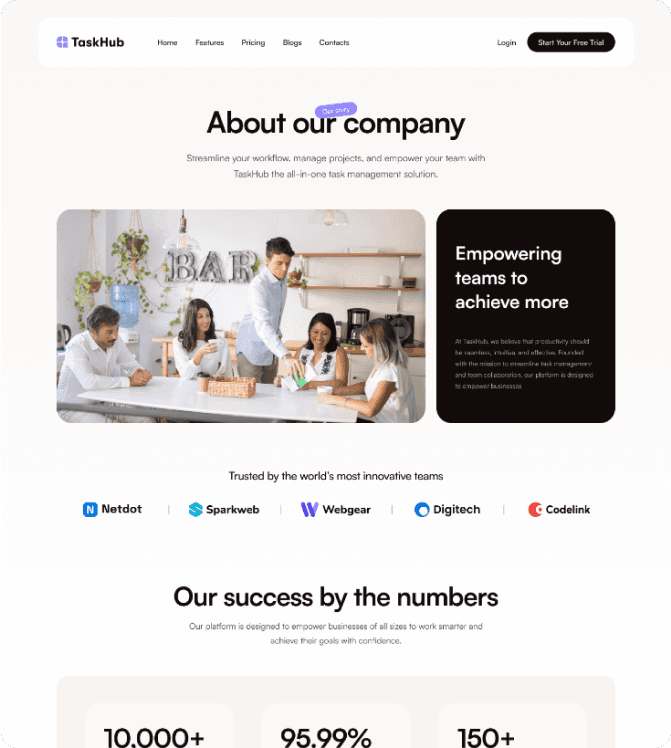 TaskHub
Home Features Pricing Blogs Contacts
Login
Start Your Free Trial
Our story
About our company
Streamline your workflow, manage projects, and empower your team with
TaskHub the all-in-one task management solution.
BAR
Empowering
teams to
achieve more
At TaskHub, we believe that productivity should
be seamless, intuitive, and effective. Founded
with the mission to streamline task management
and team collaboration, our platform is designed
to empower businesses
Trusted by the world's most innovative teams
N Netdot
Sparkweb
Webgear
Digitech
Codelink
Our success by the numbers
Our platform is designed to empower businesses of all sizes to work smarter and
achieve their goals with confidence.
10,000+
95.99%
150+